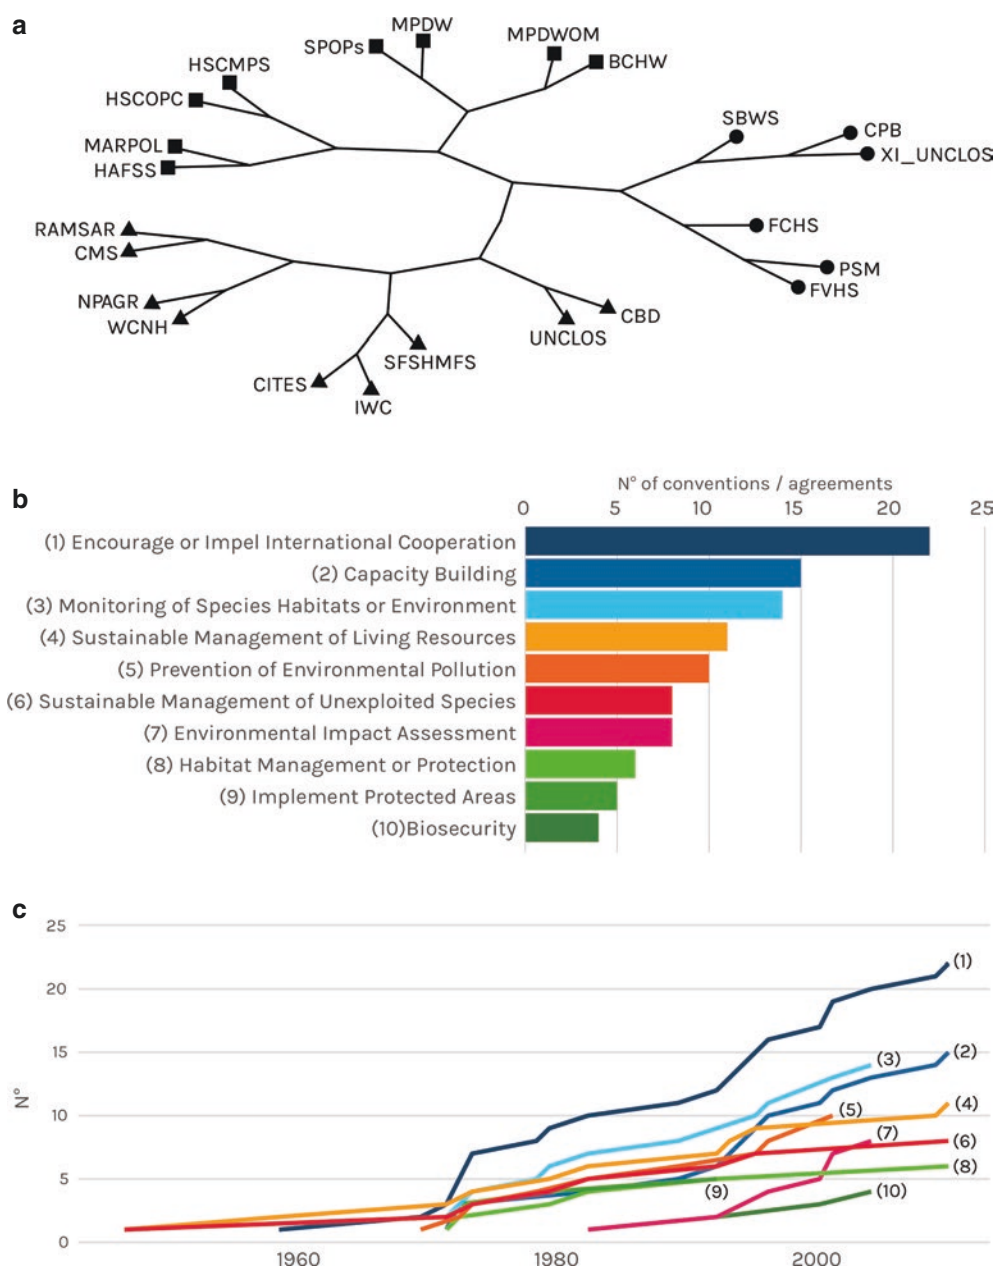 a
MPDW
SPOPs
MPDWOM
BCHW
HSCMPS
HSCOPC
SBWS
CPB
XI_UNCLOS
MARPOL
HAFSS
RAMSAR
CMS
FCHS
PSM
FVHS
NPAGR
WCNH
CBD
UNCLOS
SFSHMFS
CITES
IWC
b
N° of conventions / agreements
0 5 10 15 20 25
(1) Encourage or Impel International Cooperation
(2) Capacity Building
(3) Monitoring of Species Habitats or Environment
(4) Sustainable Management of Living Resources
(5) Prevention of Environmental Pollution
(6) Sustainable Management of Unexploited Species
(7) Environmental Impact Assessment
(8) Habitat Management or Protection
(9) Implement Protected Areas
(10)Biosecurity
c
25
20
15
10
5
0
N°
(1)
(2)
(3)
(4)
(5)
(7)
(6)
(8)
(9)
(10)
1960 1980 2000